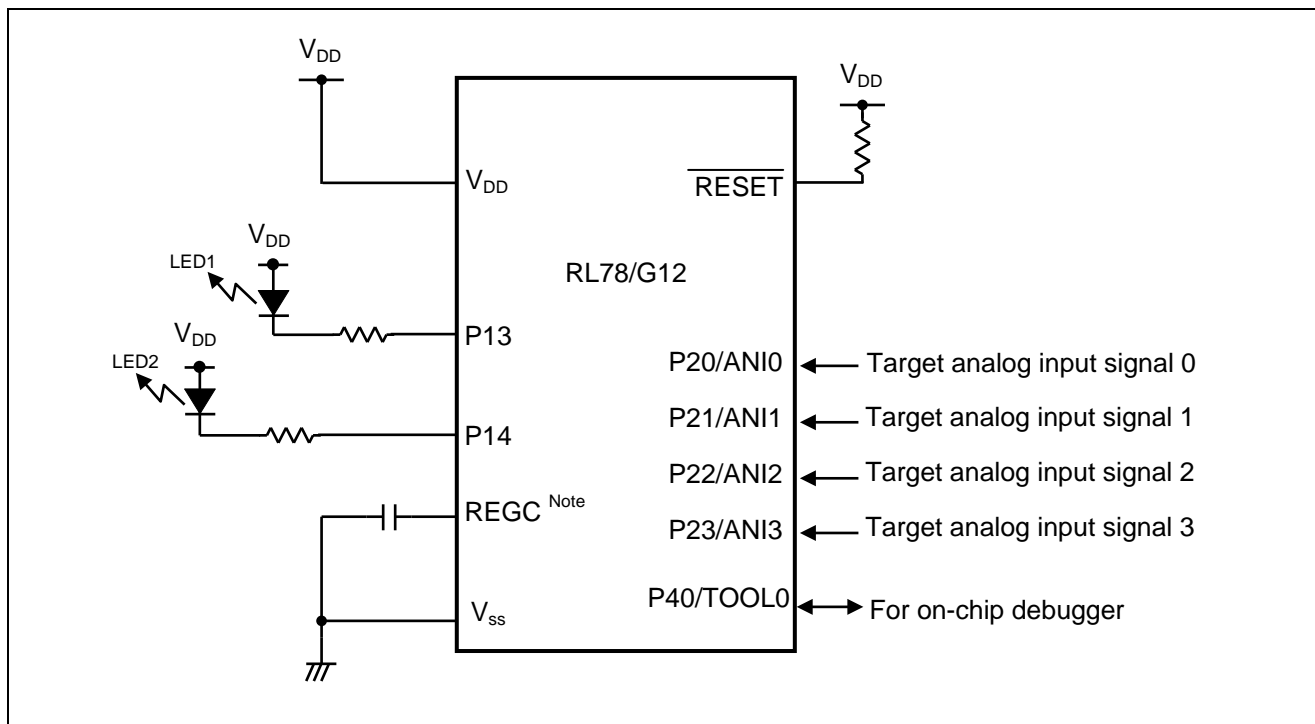 VDD
VDD
VDD
RESET
VDD
LED1
RL78/G12
P13
VDD
LED2
P20/ANI0
Target analog input signal 0
P21/ANI1
Target analog input signal 1
P14
P22/ANI2
Target analog input signal 2
REGC Note
P23/ANI3
Target analog input signal 3
P40/TOOL0
For on-chip debugger
Vss